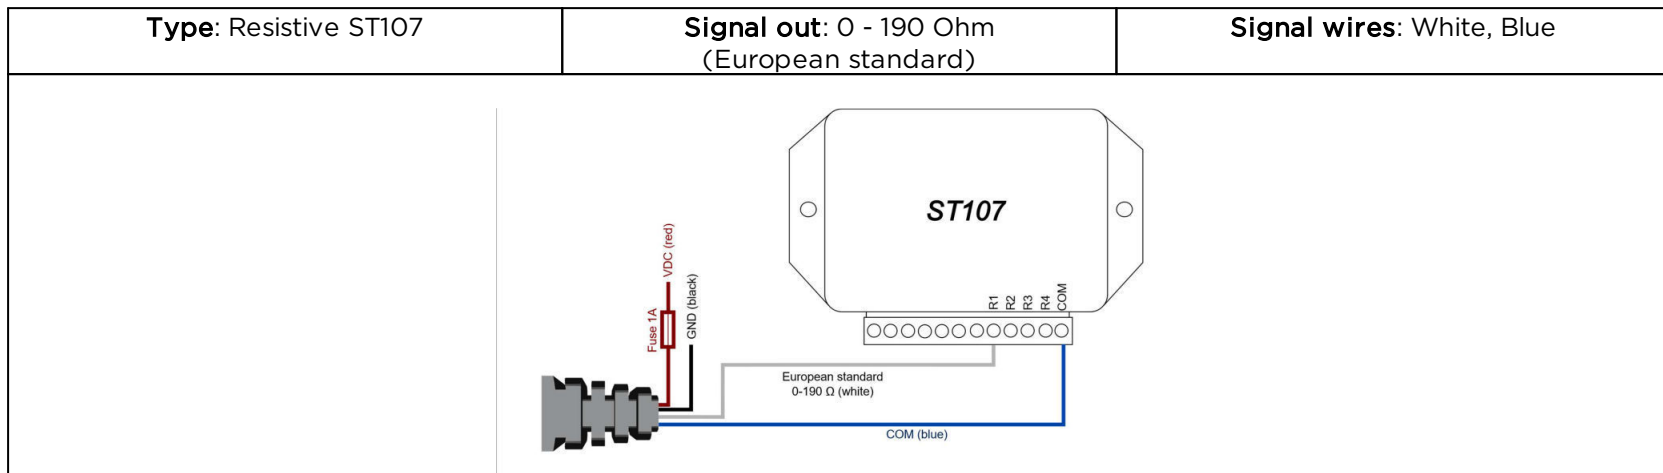 Type: Resistive ST107
Signal out: 0 - 190 Ohm
(European standard)
Signal wires: White, Blue
ST107
R1
R2
R3
R4
COM
VDC (red)
Fuse 1A
GND (black)
European standard
0-190 Ω (white)
COM (blue)